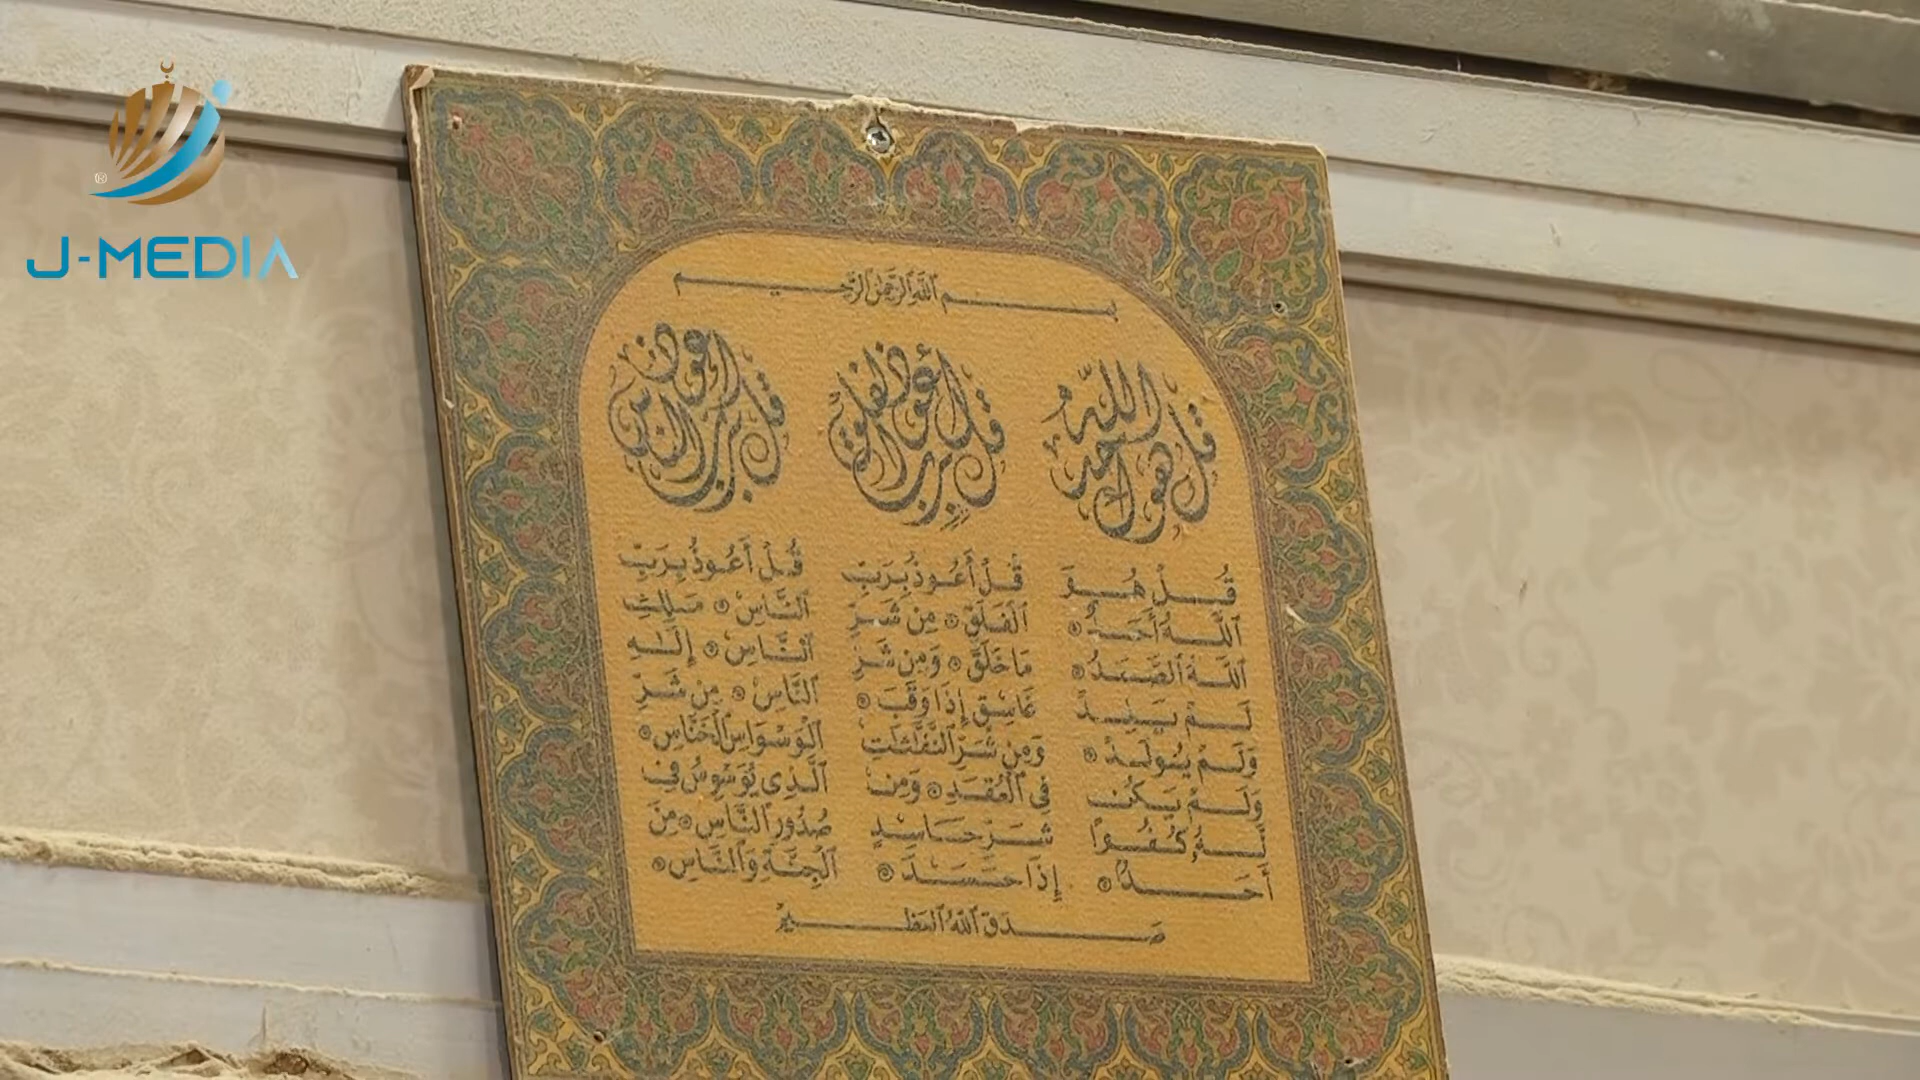 J-MEDIA
بسم الله الرحمن الرحيم
قل هو الله احد
قل أعوذ برب الفلق
قل اعوذ برب الناس
قُلْ هُوَ
ٱللَّهُ أَحَدٌ ۝
ٱللَّهُ ٱلصَّمَدُ ۝
لَمْ يَلِدْ
وَلَمْ يُولَدْ ۝
وَلَمْ يَكُن
لَّهُ كُفُوًا
أَحَدٌ ۝
قُلْ أَعُوذُ بِرَبِّ
ٱلْفَلَقِ ۝ مِن شَرِّ
مَا خَلَقَ ۝ وَمِن شَرِّ
غَاسِقٍ إِذَا وَقَبَ ۝
وَمِن شَرِّ ٱلنَّفَّٰثَٰتِ
فِي ٱلْعُقَدِ ۝ وَمِن
شَرِّ حَاسِدٍ
إِذَا حَسَدَ ۝
قُلْ أَعُوذُ بِرَبِّ
ٱلنَّاسِ ۝ مَلِكِ
ٱلنَّاسِ ۝ إِلَٰهِ
ٱلنَّاسِ ۝ مِن شَرِّ
ٱلْوَسْوَاسِ ٱلْخَنَّاسِ ۝
ٱلَّذِي يُوَسْوِسُ فِي
صُدُورِ ٱلنَّاسِ ۝ مِنَ
ٱلْجِنَّةِ وَٱلنَّاسِ ۝
صدق الله العظيم